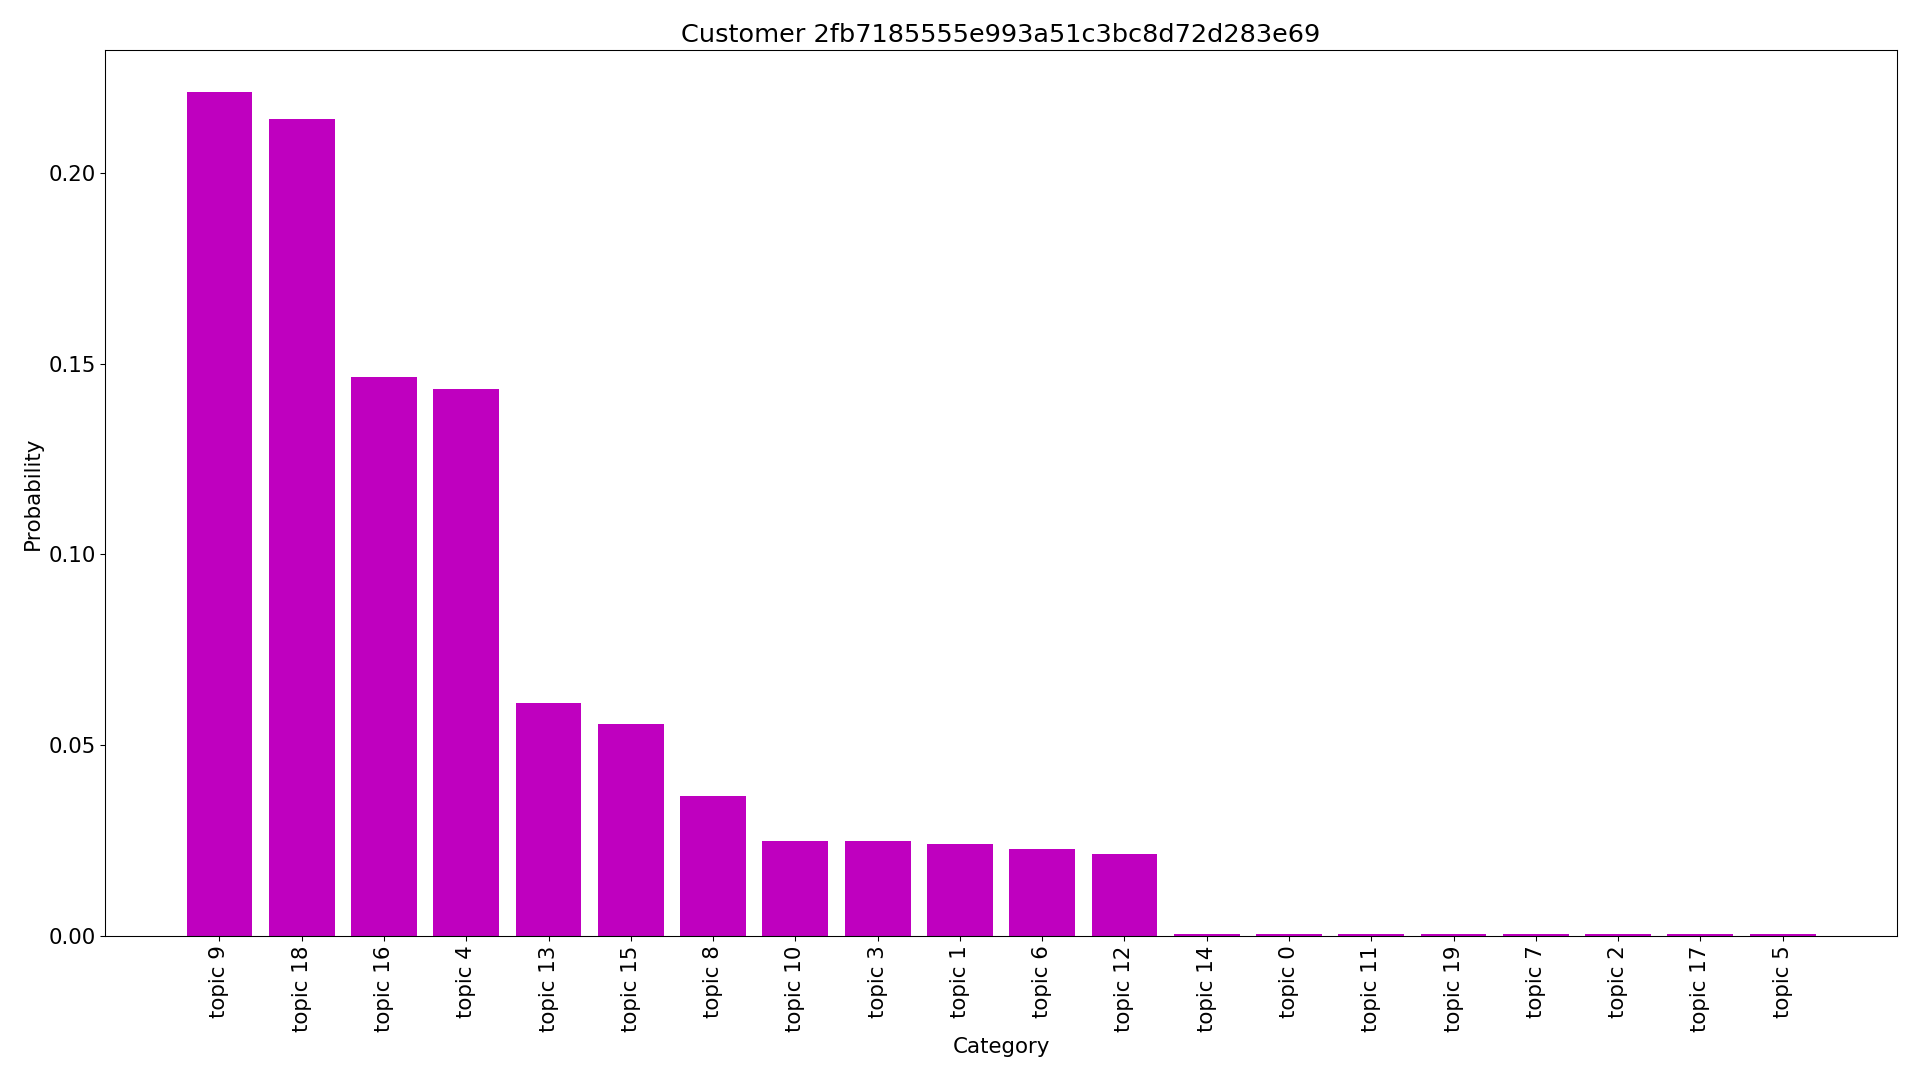 Customer 2fb7185555e993a51c3bc8d72d283e69
Probability
0.20
0.15
0.10
0.05
0.00
topic 9
topic 18
topic 16
topic 4
topic 13
topic 15
topic 8
topic 10
topic 3
topic 1
topic 6
topic 12
topic 14
topic 0
topic 11
topic 19
topic 7
topic 2
topic 17
topic 5
Category